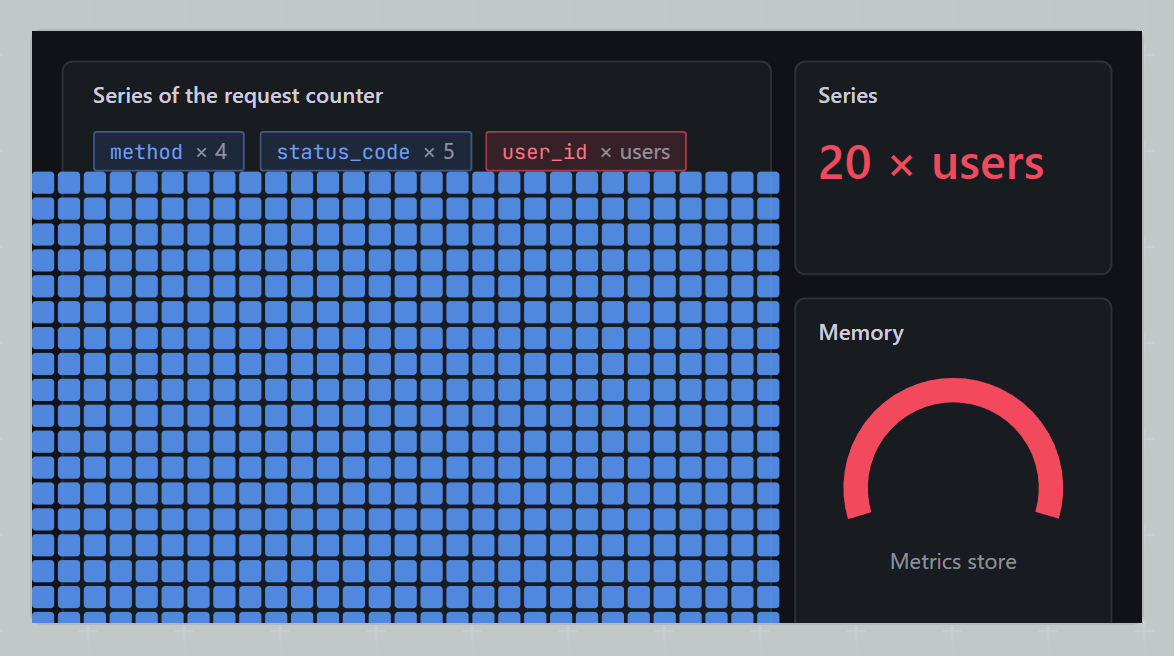 Series of the request counter
method × 4 status_code × 5 user_id × users
Series
20 × users
Memory
Metrics store